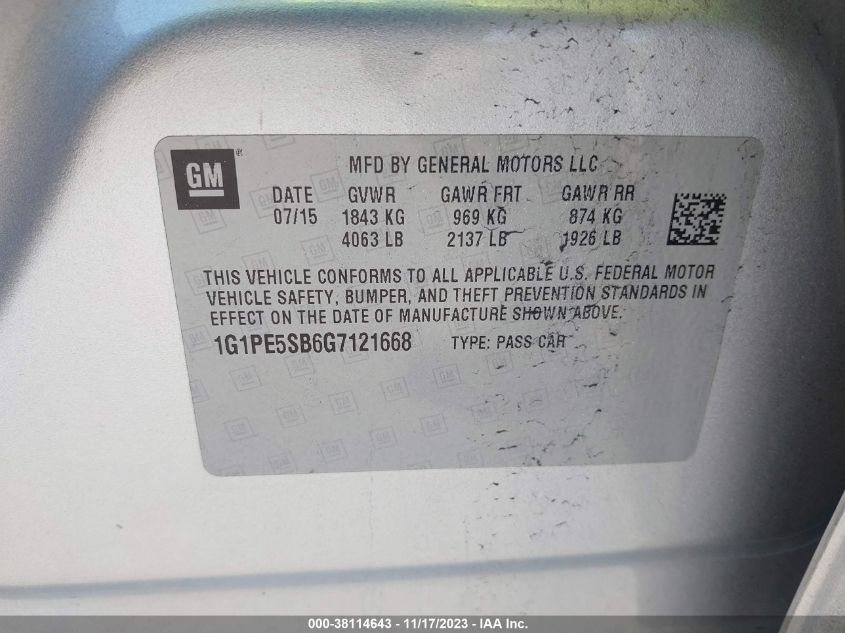 GM®
MFD BY GENERAL MOTORS LLC
DATE GVWR GAWR FRT GAWR RR
07/15 1843 KG 969 KG 874 KG
4063 LB 2137 LB 1926 LB
THIS VEHICLE CONFORMS TO ALL APPLICABLE U.S. FEDERAL MOTOR
VEHICLE SAFETY, BUMPER, AND THEFT PREVENTION STANDARDS IN
EFFECT ON THE DATE OF MANUFACTURE SHOWN ABOVE.
1G1PE5SB6G7121668 TYPE: PASS CAR
000-38114643 - 11/17/2023 - IAA Inc.